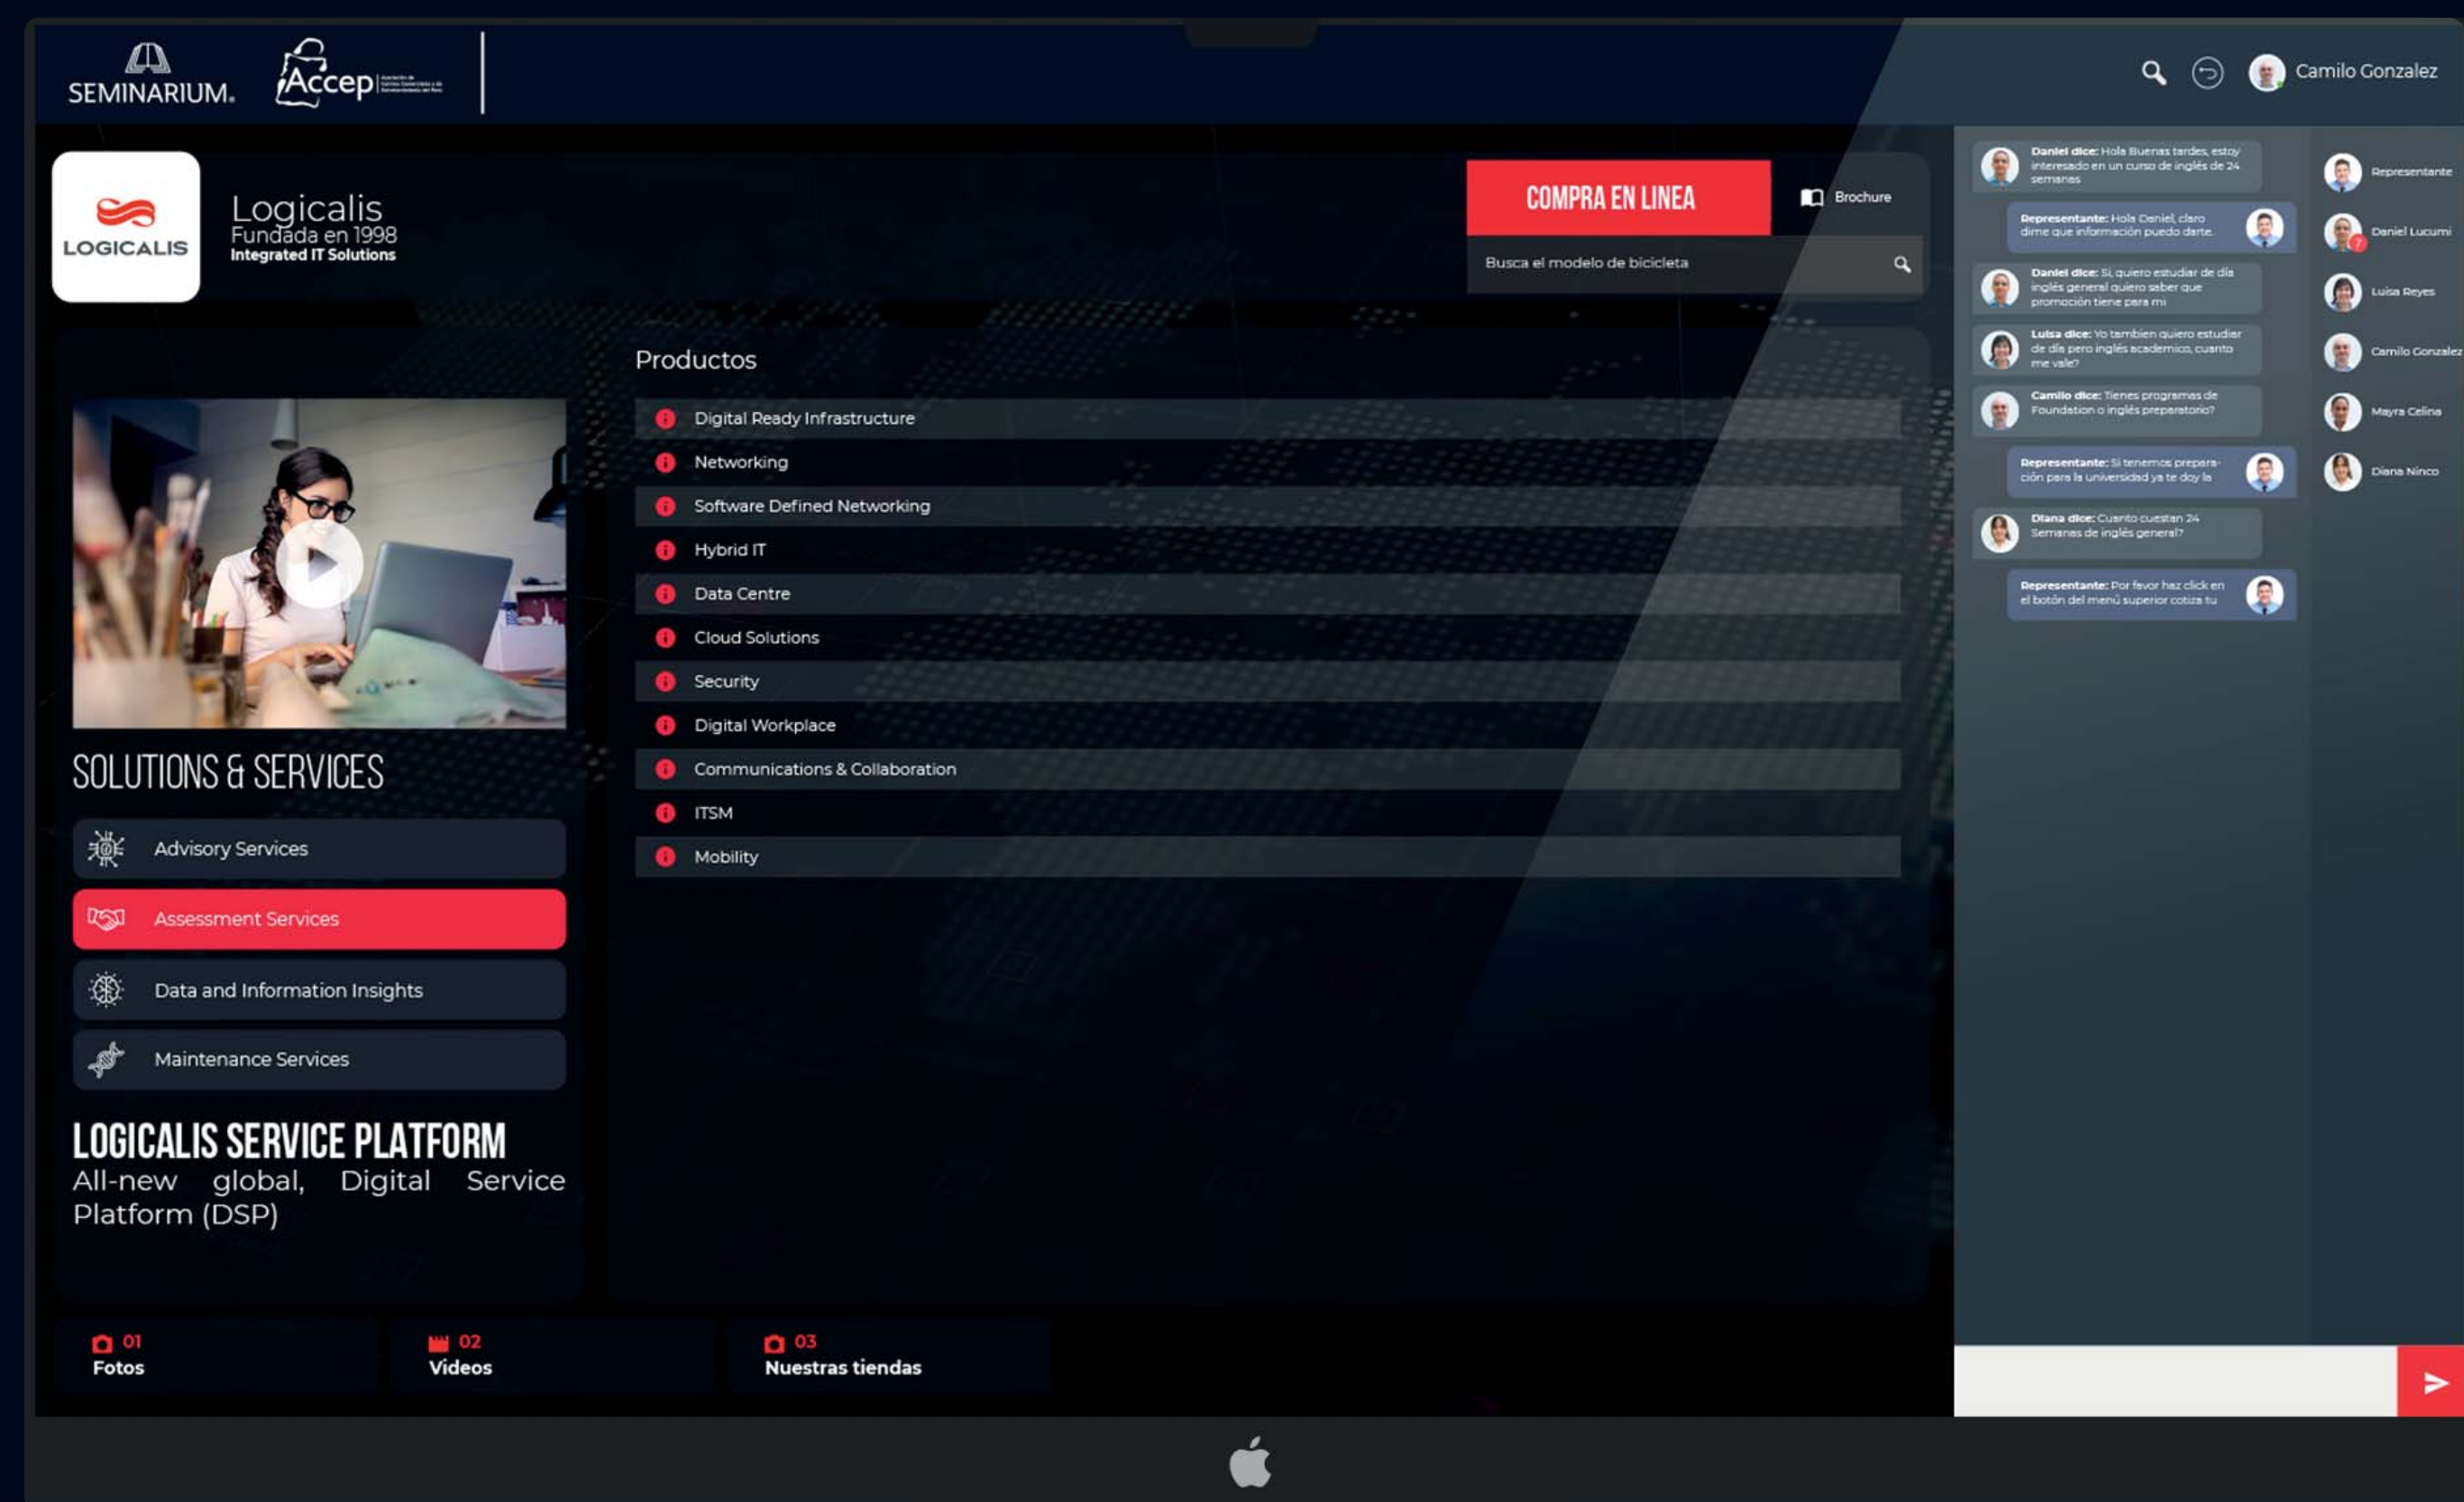 SEMINARIUM.
Accep
Camilo Gonzalez
LOGICALIS
Logicalis
Fundada en 1998
Integrated IT Solutions
COMPRA EN LINEA
Brochure
Busca el modelo de bicicleta
Productos
Digital Ready Infrastructure
Networking
Software Defined Networking
Hybrid IT
Data Centre
Cloud Solutions
Security
Digital Workplace
Communications & Collaboration
ITSM
Mobility
SOLUTIONS & SERVICES
Advisory Services
Assessment Services
Data and Information Insights
Maintenance Services
LOGICALIS SERVICE PLATFORM
All-new global, Digital Service
Platform (DSP)
01
Fotos
02
Videos
03
Nuestras tiendas
Daniel dice: Hola Buenas tardes, estoy
interesado en un curso de inglés de 24
semanas
Representante: Hola Daniel, claro
dime que información puedo darte.
Daniel dice: Si, quiero estudiar de día
inglés general quiero saber que
promoción tiene para mi
Luisa dice: Yo tambien quiero estudiar
de día pero inglés academico, cuanto
me vale?
Camilo dice: Tienes programas de
Foundation o inglés preparatorio?
Representante: Si tenemos prepara-
ción para la universidad ya te doy la
Diana dice: Cuanto cuestan 24
Semanas de inglés general?
Representante: Por favor haz click en
el botón del menú superior cotiza tu
Representante
7
Daniel Lucumi
Luisa Reyes
Camilo Gonzalez
Mayra Celina
Diana Ninco